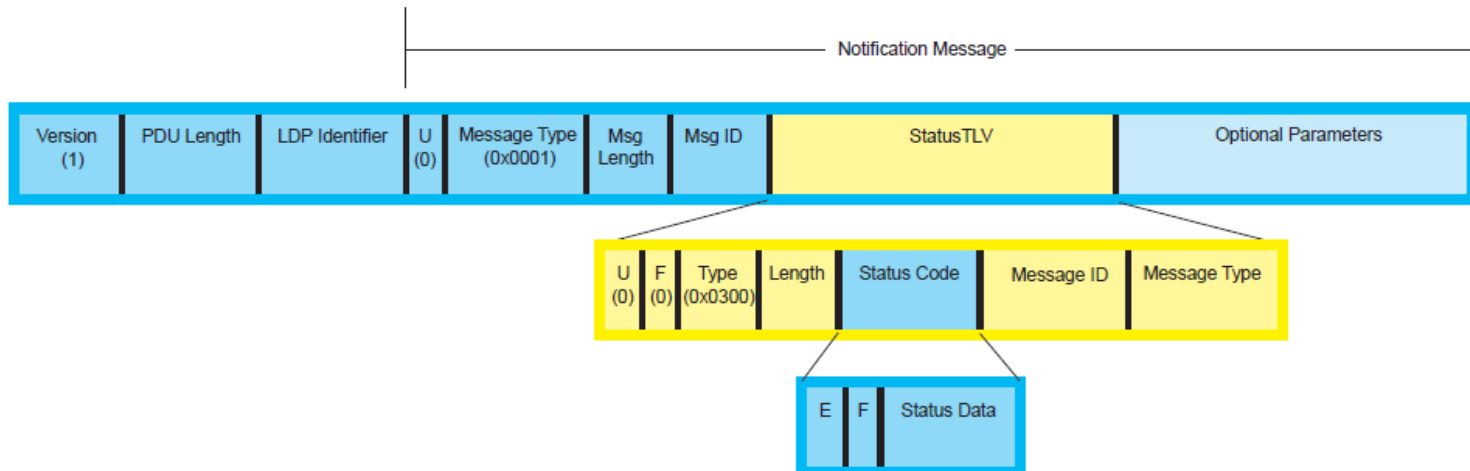 Notification Message
Version
(1)
PDU Length
LDP Identifier
U
(0)
Message Type
(0x0001)
Msg
Length
Msg ID
StatusTLV
Optional Parameters
U
(0)
F
(0)
Type
(0x0300)
Length
Status Code
Message ID
Message Type
E
F
Status Data